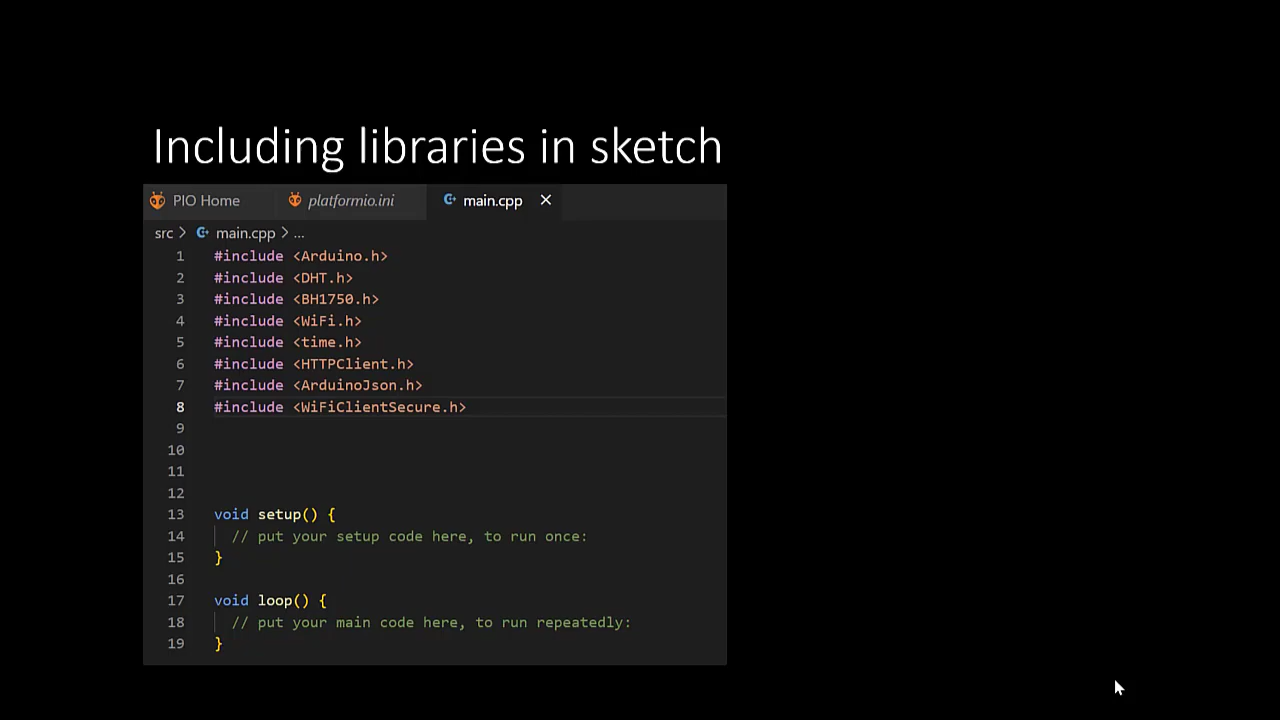 Including libraries in sketch
PIO Home platformio.ini main.cpp
src > main.cpp > ...
1 #include <Arduino.h>
2 #include <DHT.h>
3 #include <BH1750.h>
4 #include <WiFi.h>
5 #include <time.h>
6 #include <HTTPClient.h>
7 #include <ArduinoJson.h>
8 #include <WiFiClientSecure.h>
9
10
11
12
13 void setup() {
14 // put your setup code here, to run once:
15 }
16
17 void loop() {
18 // put your main code here, to run repeatedly:
19 }